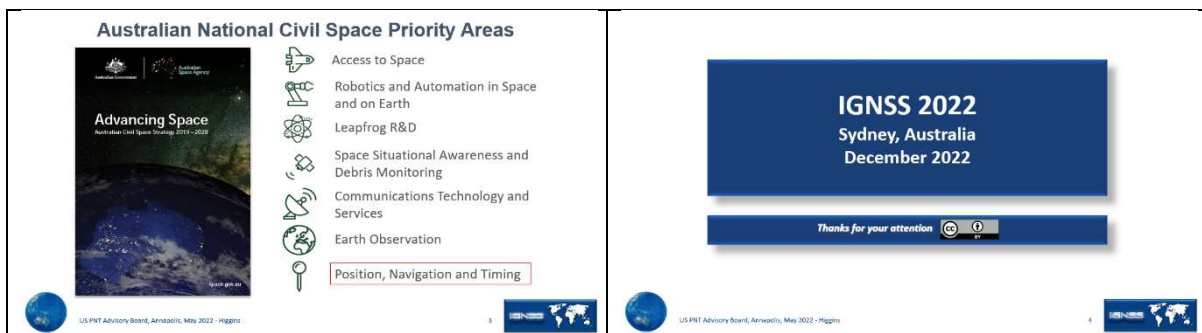 Australian National Civil Space Priority Areas
Australian Government
Australian
Space Agency
Advancing Space
Australian Civil Space Strategy 2019 – 2028
space.gov.au
Access to Space
Robotics and Automation in Space
and on Earth
Leapfrog R&D
Space Situational Awareness and
Debris Monitoring
Communications Technology and
Services
Earth Observation
Position, Navigation and Timing
US PNT Advisory Board, Annapolis, May 2022 - Higgins
3
IGNSS
IGNSS 2022
Sydney, Australia
December 2022
Thanks for your attention
cc
BY
US PNT Advisory Board, Annapolis, May 2022 - Higgins
4
IGNSS